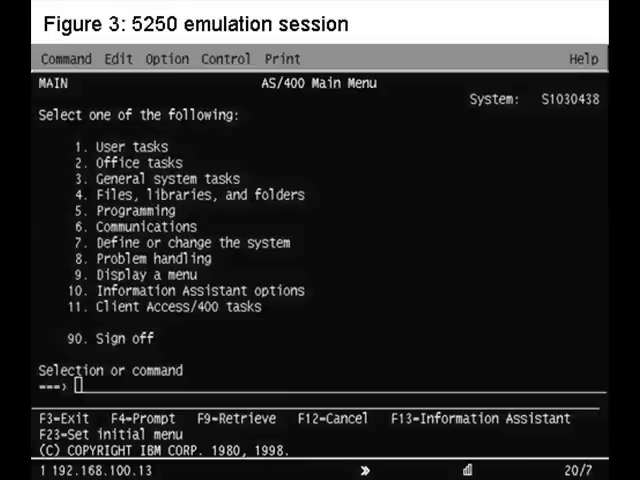 Figure 3: 5250 emulation session
Command Edit Option Control Print Help
MAIN AS/400 Main Menu
System: S1030438
Select one of the following:
1. User tasks
2. Office tasks
3. General system tasks
4. Files, libraries, and folders
5. Programming
6. Communications
7. Define or change the system
8. Problem handling
9. Display a menu
10. Information Assistant options
11. Client Access/400 tasks
90. Sign off
Selection or command
===>
F3=Exit F4=Prompt F9=Retrieve F12=Cancel F13=Information Assistant
F23=Set initial menu
(C) COPYRIGHT IBM CORP. 1980, 1998.
1 192.168.100.13 » 20/7